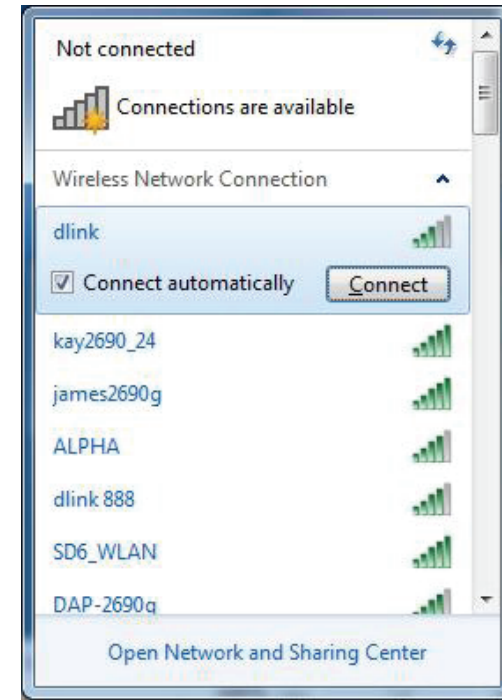 Not connected
Connections are available
Wireless Network Connection
dlink
Connect automatically
Connect
kay2690_24
james2690g
ALPHA
dlink 888
SD6_WLAN
DAP-2690g
Open Network and Sharing Center